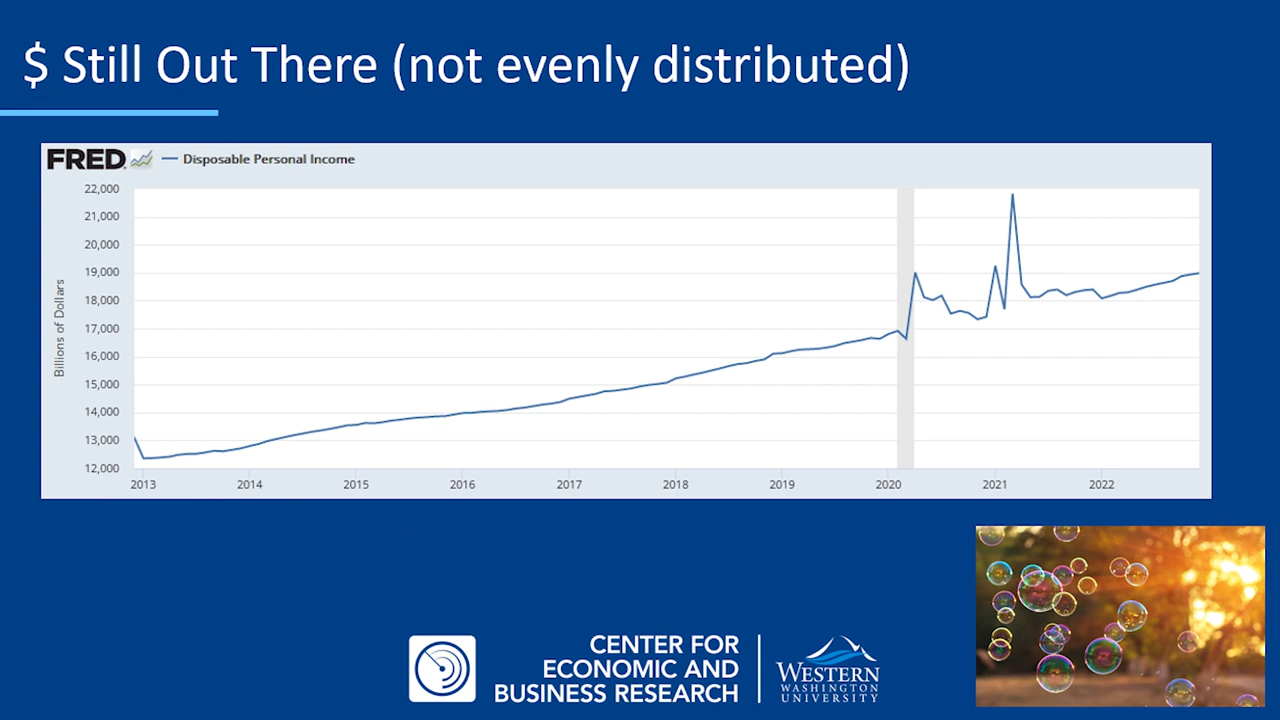 $ Still Out There (not evenly distributed)
FRED
Disposable Personal Income
22,000
21,000
20,000
19,000
18,000
17,000
16,000
15,000
14,000
13,000
12,000
Billions of Dollars
2013 2014 2015 2016 2017 2018 2019 2020 2021 2022
CENTER FOR
ECONOMIC AND
BUSINESS RESEARCH
WESTERN
WASHINGTON
UNIVERSITY